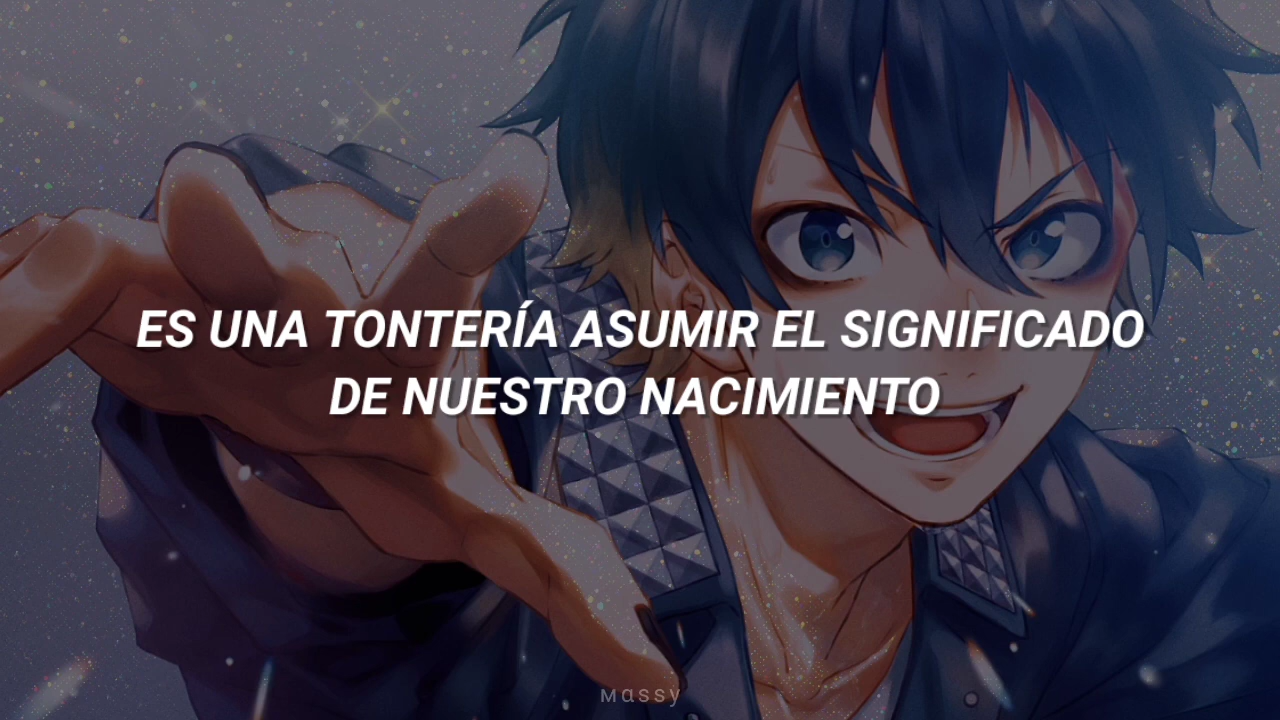 ES UNA TONTERÍA ASUMIR EL SIGNIFICADO
DE NUESTRO NACIMIENTO
massy